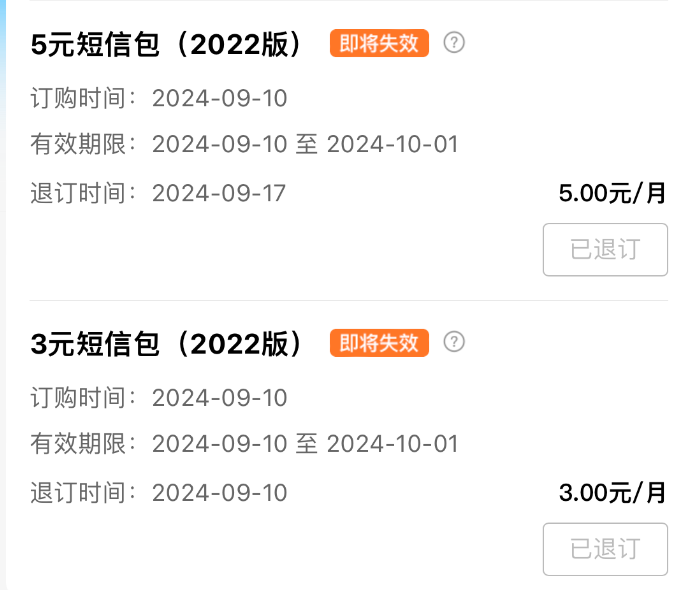 5元短信包（2022版） 即将失效 ?
订购时间：2024-09-10
有效期限：2024-09-10 至 2024-10-01
退订时间：2024-09-17 5.00元/月
已退订
3元短信包（2022版） 即将失效 ?
订购时间：2024-09-10
有效期限：2024-09-10 至 2024-10-01
退订时间：2024-09-10 3.00元/月
已退订